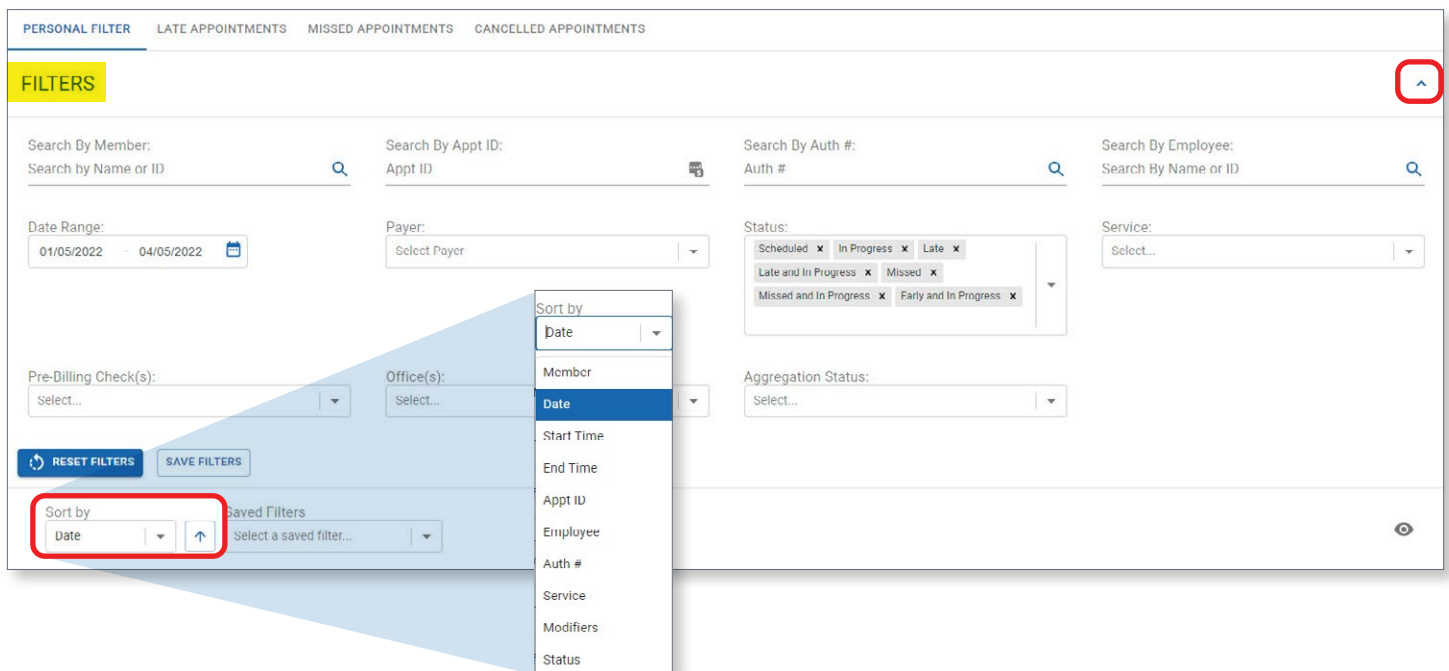 PERSONAL FILTER LATE APPOINTMENTS MISSED APPOINTMENTS CANCELLED APPOINTMENTS
FILTERS
Search By Member: Search By Appt ID: Search By Auth #: Search By Employee:
Search by Name or ID Appt ID Auth # Search By Name or ID
Date Range: Payer: Status: Service:
01/05/2022 - 04/05/2022 Select Payer Scheduled x In Progress x Late x Select...
Late and In Progress x Missed x
Missed and In Progress x Early and In Progress x
Pre-Billing Check(s): Office(s): Aggregation Status:
Select... Select... Select...
RESET FILTERS SAVE FILTERS
Sort by Saved Filters
Date Select a saved filter...
Sort by
Date
Member
Date
Start Time
End Time
Appt ID
Employee
Auth #
Service
Modifiers
Status